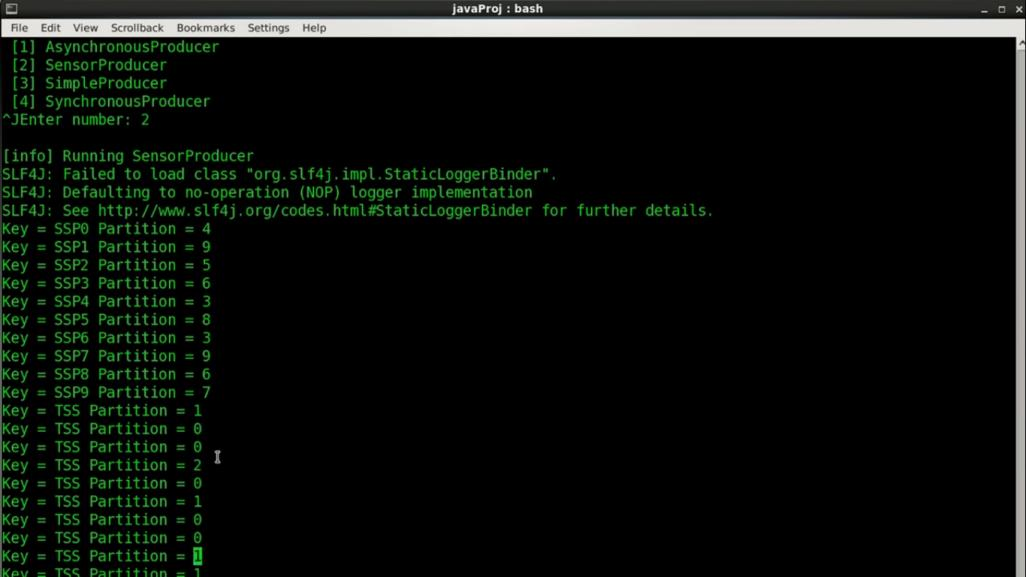 javaProj : bash
File Edit View Scrollback Bookmarks Settings Help
[1] AsynchronousProducer
[2] SensorProducer
[3] SimpleProducer
[4] SynchronousProducer
^JEnter number: 2
[info] Running SensorProducer
SLF4J: Failed to load class "org.slf4j.impl.StaticLoggerBinder".
SLF4J: Defaulting to no-operation (NOP) logger implementation
SLF4J: See http://www.slf4j.org/codes.html#StaticLoggerBinder for further details.
Key = SSP0 Partition = 4
Key = SSP1 Partition = 9
Key = SSP2 Partition = 5
Key = SSP3 Partition = 6
Key = SSP4 Partition = 3
Key = SSP5 Partition = 8
Key = SSP6 Partition = 3
Key = SSP7 Partition = 9
Key = SSP8 Partition = 6
Key = SSP9 Partition = 7
Key = TSS Partition = 1
Key = TSS Partition = 0
Key = TSS Partition = 0
Key = TSS Partition = 2
Key = TSS Partition = 0
Key = TSS Partition = 1
Key = TSS Partition = 0
Key = TSS Partition = 0
Key = TSS Partition = 1
Key = TSS Partition = 1